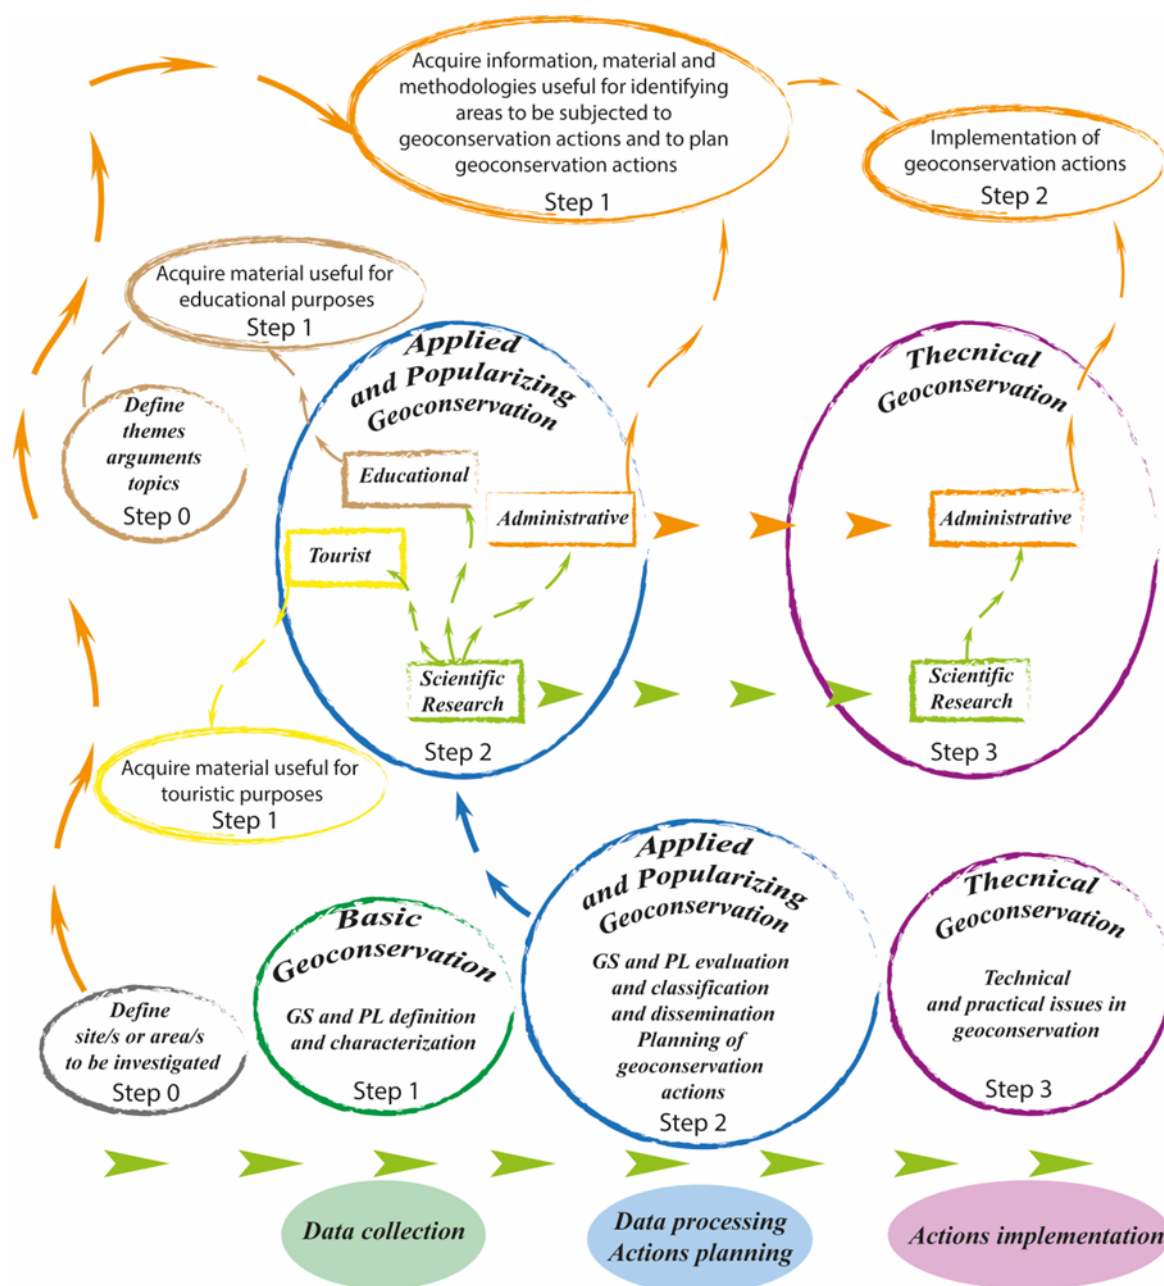 Acquire information, material and
methodologies useful for identifying
areas to be subjected to
geoconservation actions and to plan
geoconservation actions
Step 1
Implementation of
geoconservation actions
Step 2
Acquire material useful for
educational purposes
Step 1
Define
themes
arguments
topics
Step 0
Applied
and Popularizing
Geoconservation
Educational
Administrative
Tourist
Scientific
Research
Step 2
Thecnical
Geoconservation
Administrative
Scientific
Research
Step 3
Acquire material useful for
touristic purposes
Step 1
Define
site/s or area/s
to be investigated
Step 0
Basic
Geoconservation
GS and PL definition
and characterization
Step 1
Applied
and Popularizing
Geoconservation
GS and PL evaluation
and classification
and dissemination
Planning of
geoconservation
actions
Step 2
Thecnical
Geoconservation
Technical
and practical issues in
geoconservation
Step 3
Data collection
Data processing
Actions planning
Actions implementation